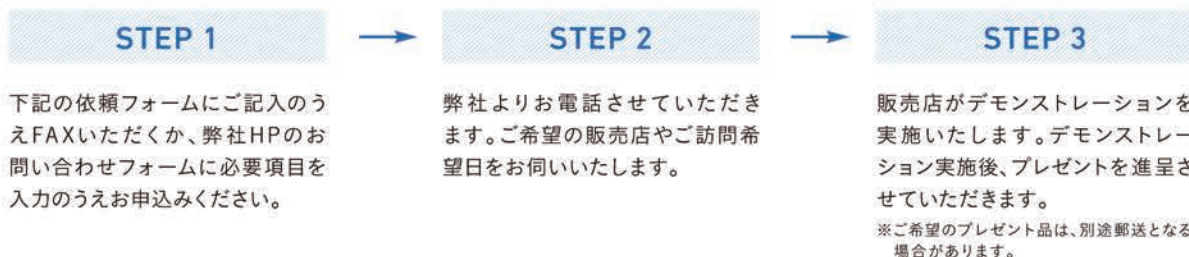 STEP 1
下記の依頼フォームにご記入のう
えFAXいただくか、弊社HPのお
問い合わせフォームに必要項目を
入力のうえお申込みください。
STEP 2
弊社よりお電話させていただき
ます。ご希望の販売店やご訪問希
望日をお伺いいたします。
STEP 3
販売店がデモンストレーションを
実施いたします。デモンストレー
ション実施後、プレゼントを進呈さ
せていただきます。
※ご希望のプレゼント品は、別途郵送となる
場合があります。